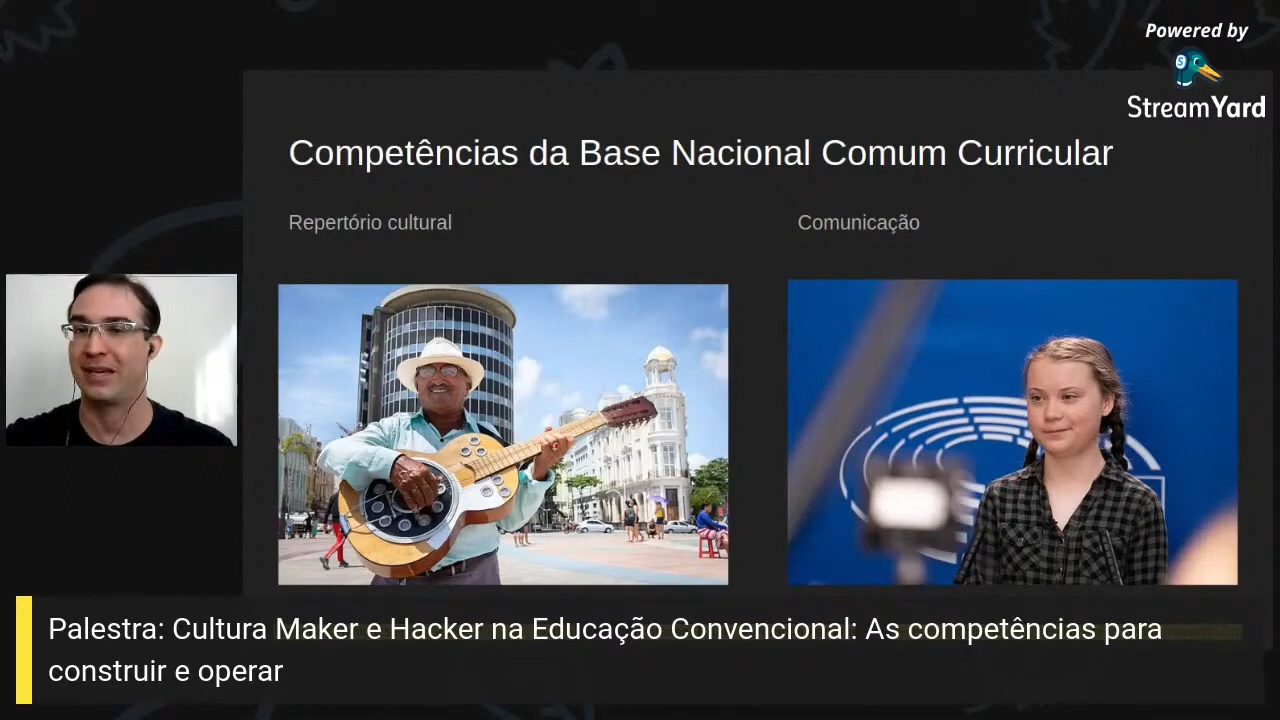 Powered by
StreamYard
Competências da Base Nacional Comum Curricular
Repertório cultural
Comunicação
Palestra: Cultura Maker e Hacker na Educação Convencional: As competências para
construir e operar